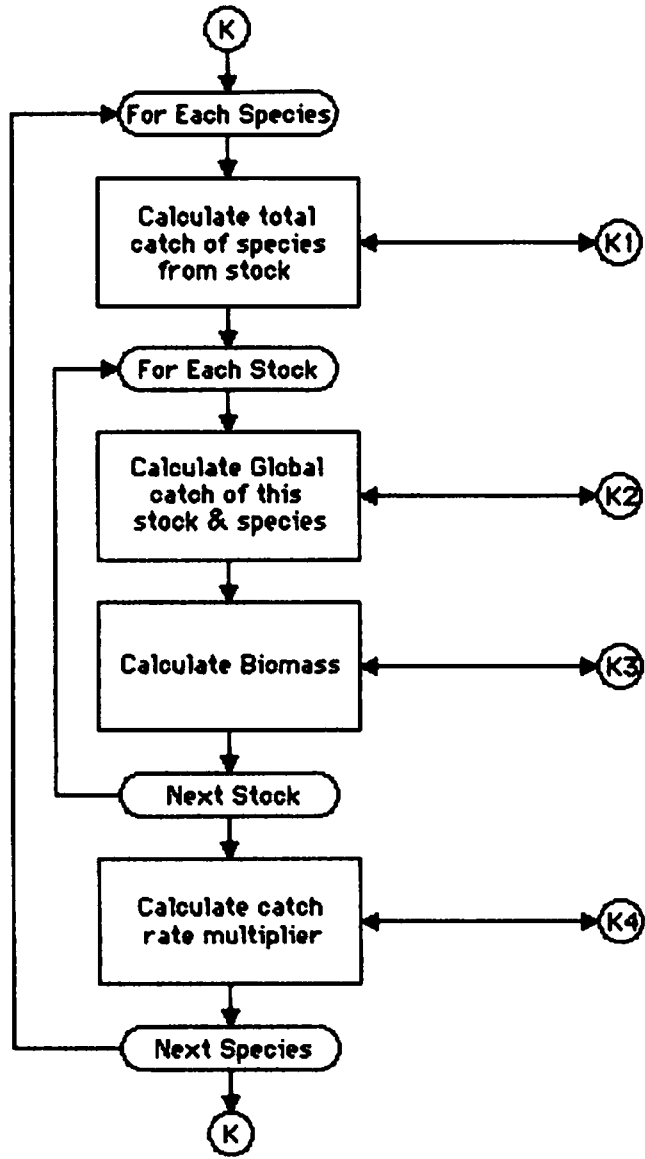 K
For Each Species
Calculate total
catch of species
from stock
K1
For Each Stock
Calculate Global
catch of this
stock & species
K2
Calculate Biomass
K3
Next Stock
Calculate catch
rate multiplier
K4
Next Species
K